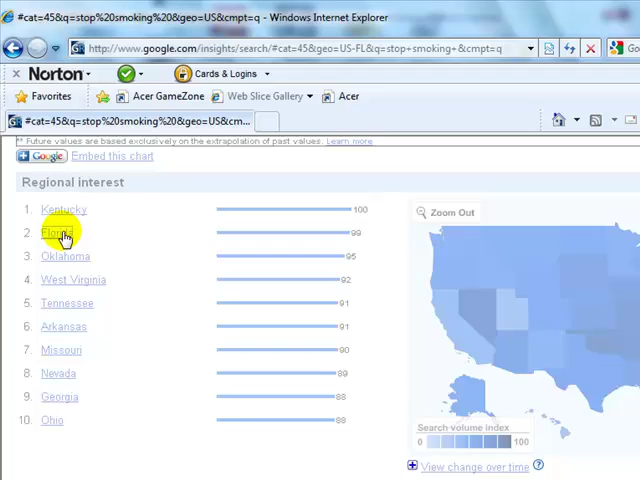 #cat=45&q=stop%20smoking%20&geo=US&cmpt=q - Windows Internet Explorer
http://www.google.com/insights/search/#cat=45&geo=US-FL&q=stop+smoking+&cmpt=q
Goo
Norton
Cards & Logins
Favorites
Acer GameZone
Web Slice Gallery
Acer
#cat=45&q=stop%20smoking%20&geo=US&cm...
** Future values are based exclusively on the extrapolation of past values. Learn more
Google
Embed this chart
Regional interest
1. Kentucky 100
2. Florida 99
3. Oklahoma 95
4. West Virginia 92
5. Tennessee 91
6. Arkansas 91
7. Missouri 90
8. Nevada 89
9. Georgia 88
10. Ohio 88
Zoom Out
Search volume index
0 100
View change over time